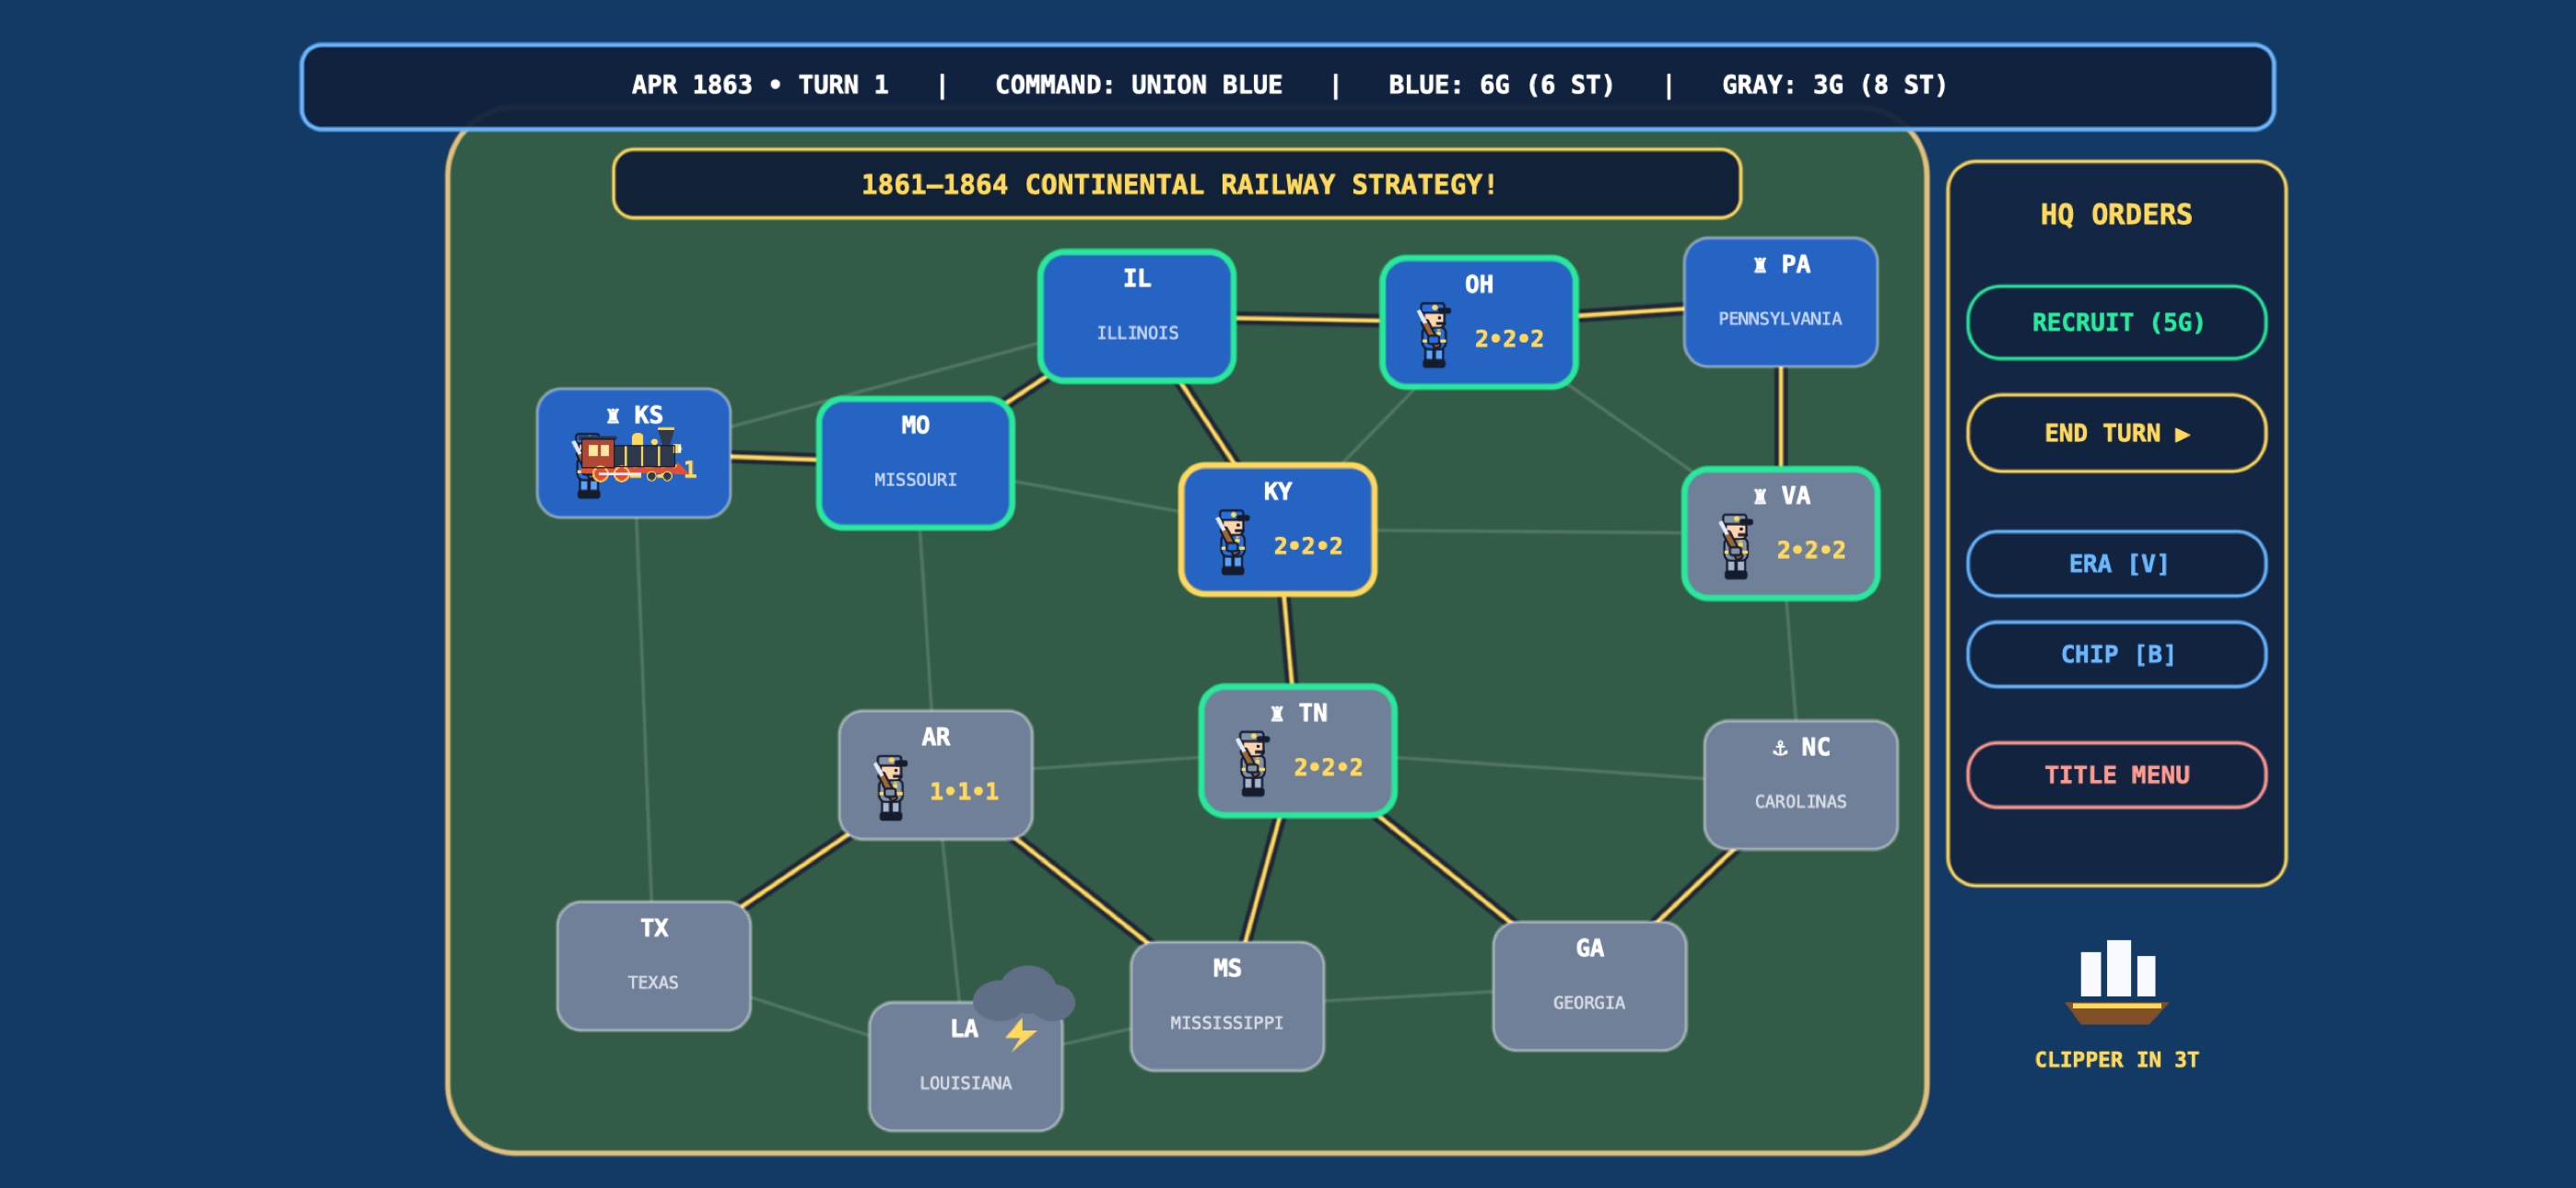 APR 1863 • TURN 1 | COMMAND: UNION BLUE | BLUE: 6G (6 ST) | GRAY: 3G (8 ST)
1861–1864 CONTINENTAL RAILWAY STRATEGY!
IL
ILLINOIS
OH
2•2•2
♜ PA
PENNSYLVANIA
♜ KS
1
MO
MISSOURI
KY
2•2•2
♜ VA
2•2•2
AR
1•1•1
♜ TN
2•2•2
⚓ NC
CAROLINAS
TX
TEXAS
LA
LOUISIANA
MS
MISSISSIPPI
GA
GEORGIA
HQ ORDERS
RECRUIT (5G)
END TURN ▶
ERA [V]
CHIP [B]
TITLE MENU
CLIPPER IN 3T